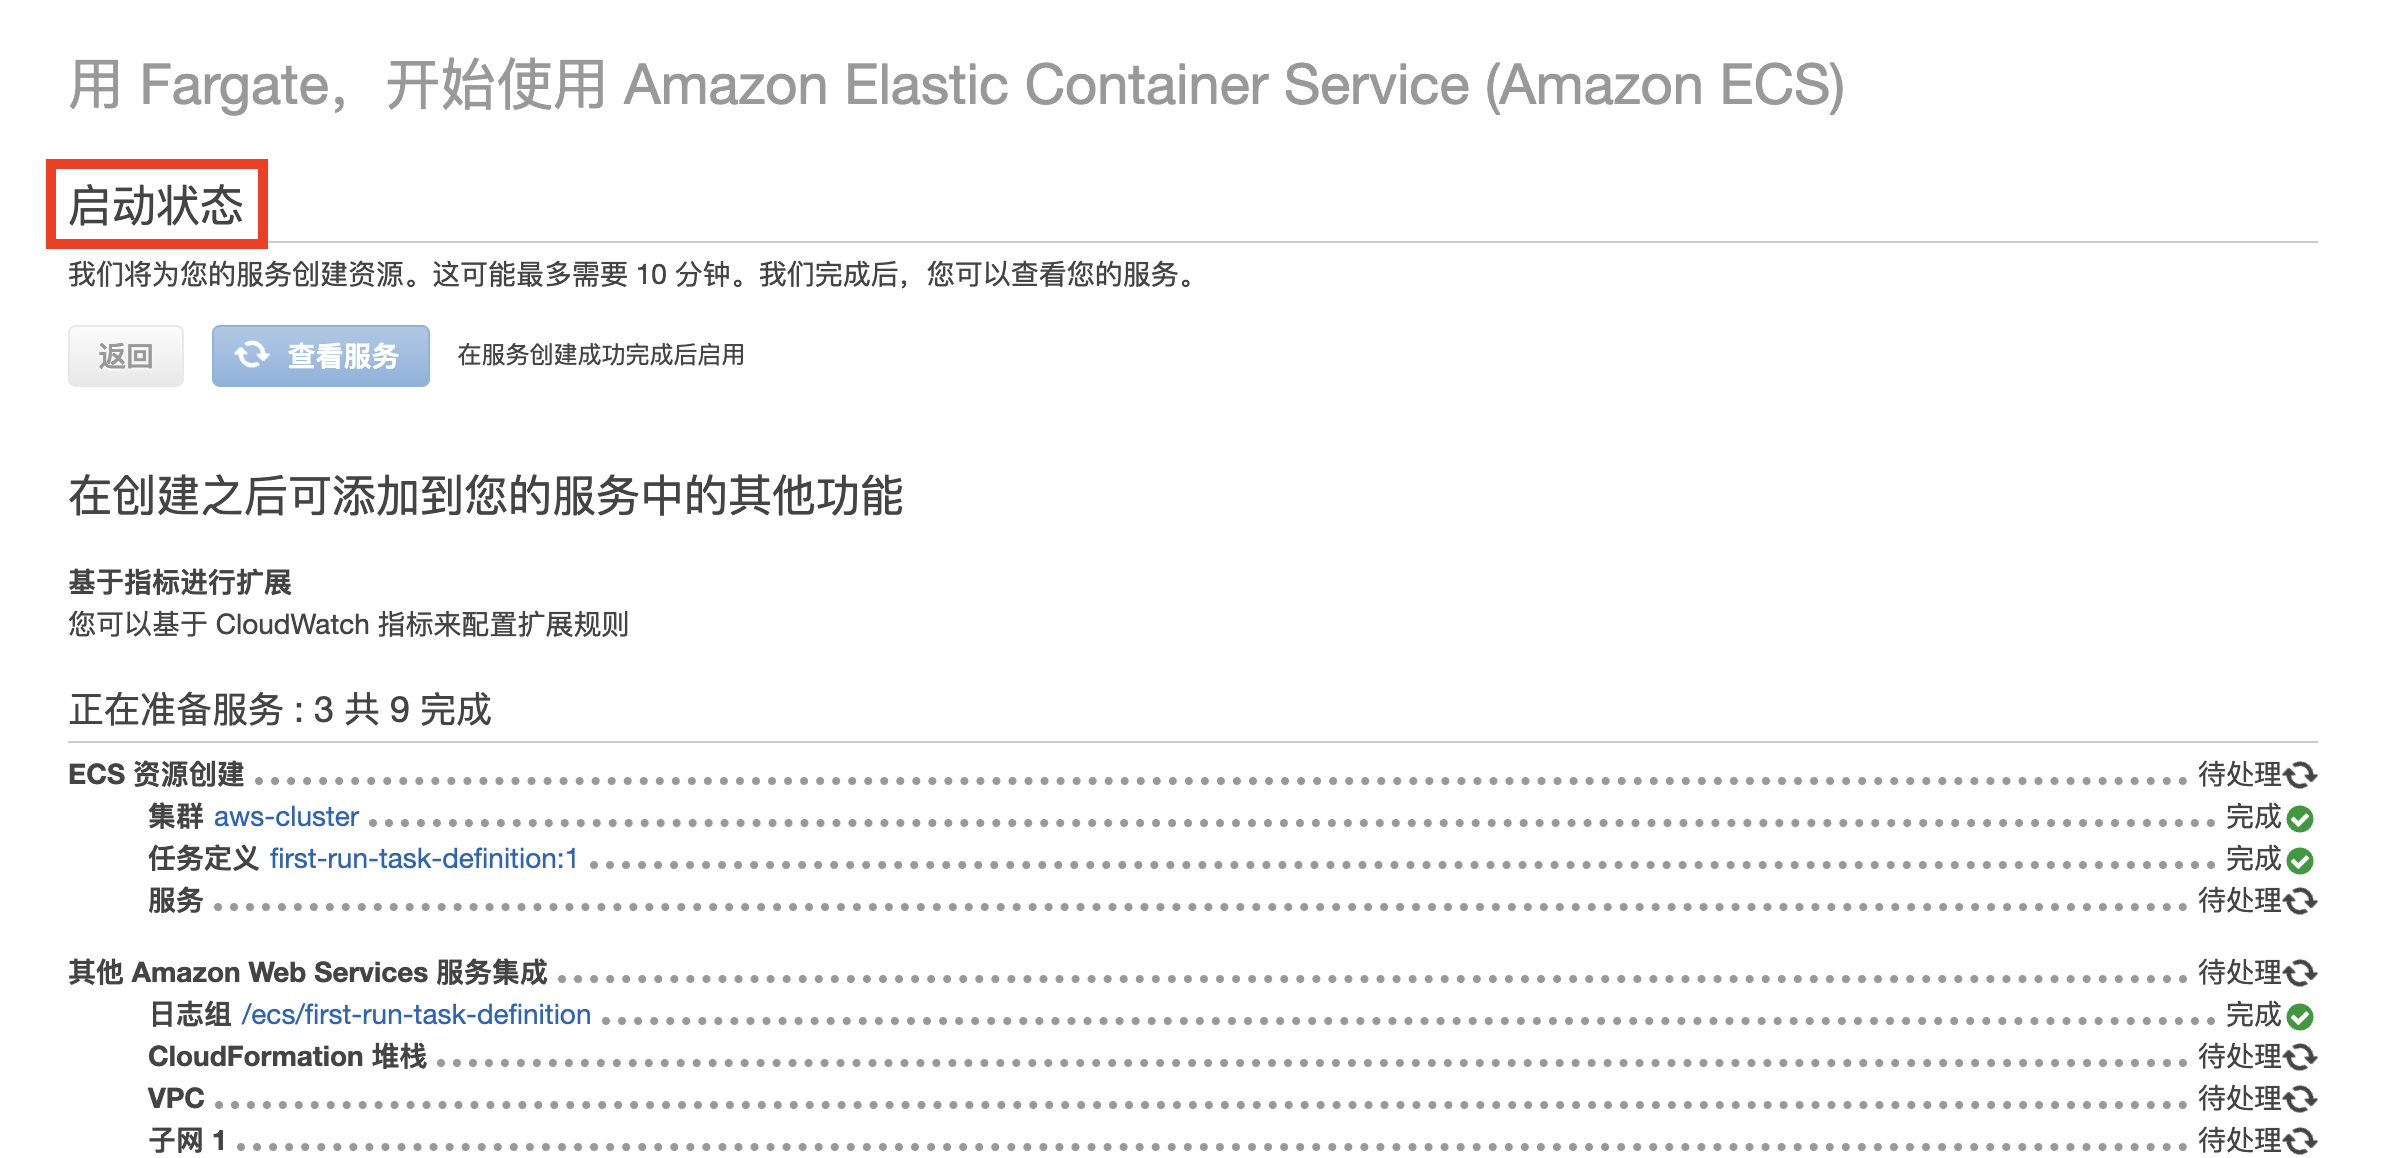 用 Fargate，开始使用 Amazon Elastic Container Service (Amazon ECS)
启动状态
我们将为您的服务创建资源。这可能最多需要 10 分钟。我们完成后，您可以查看您的服务。
返回 查看服务 在服务创建成功完成后启用
在创建之后可添加到您的服务中的其他功能
基于指标进行扩展
您可以基于 CloudWatch 指标来配置扩展规则
正在准备服务 : 3 共 9 完成
ECS 资源创建 待处理
集群 aws-cluster 完成
任务定义 first-run-task-definition:1 完成
服务 待处理
其他 Amazon Web Services 服务集成 待处理
日志组 /ecs/first-run-task-definition 完成
CloudFormation 堆栈 待处理
VPC 待处理
子网 1 待处理